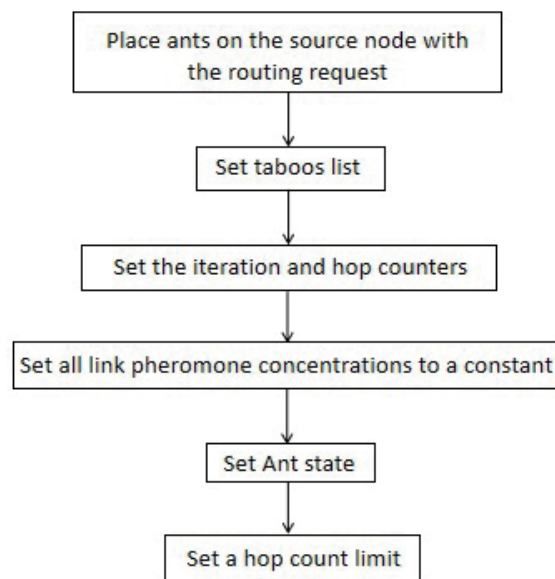 Place ants on the source node with
the routing request
Set taboos list
Set the iteration and hop counters
Set all link pheromone concentrations to a constant
Set Ant state
Set a hop count limit